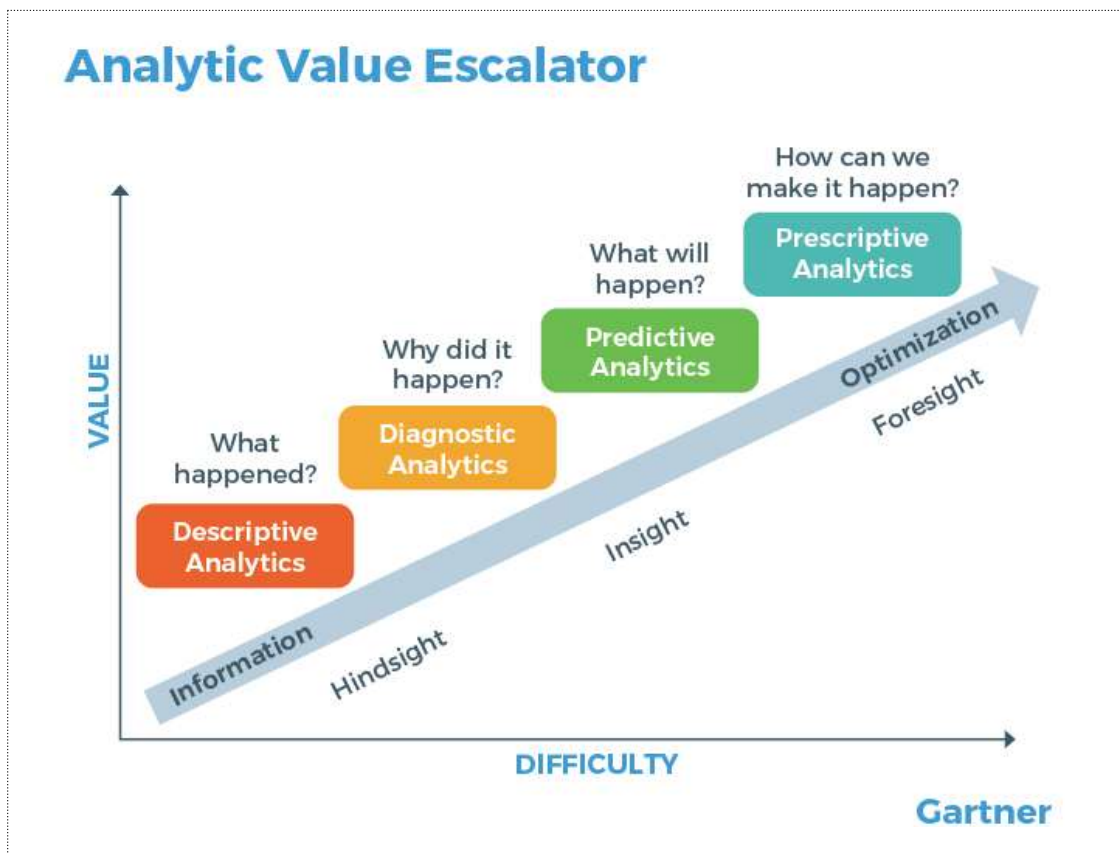 Analytic Value Escalator
How can we
make it happen?
Prescriptive
Analytics
What will
happen?
Predictive
Analytics
Why did it
happen?
Diagnostic
Analytics
What
happened?
Descriptive
Analytics
VALUE
Information
Hindsight
Insight
Optimization
Foresight
DIFFICULTY
Gartner